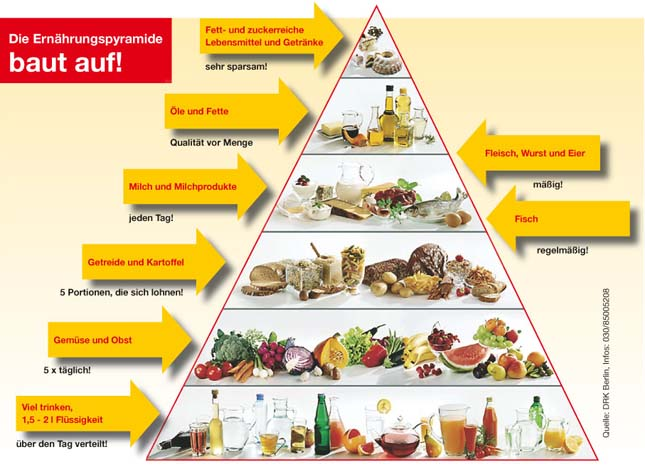 Die Ernährungspyramide
baut auf!
Fett- und zuckerreiche
Lebensmittel und Getränke
sehr sparsam!
Öle und Fette
Qualität vor Menge
Fleisch, Wurst und Eier
mäßig!
Milch und Milchprodukte
jeden Tag!
Fisch
regelmäßig!
Getreide und Kartoffel
5 Portionen, die sich lohnen!
Gemüse und Obst
5 x täglich!
Viel trinken,
1,5 - 2 l Flüssigkeit
über den Tag verteilt!
Quelle: DRK Berlin, Infos: 030/85005208